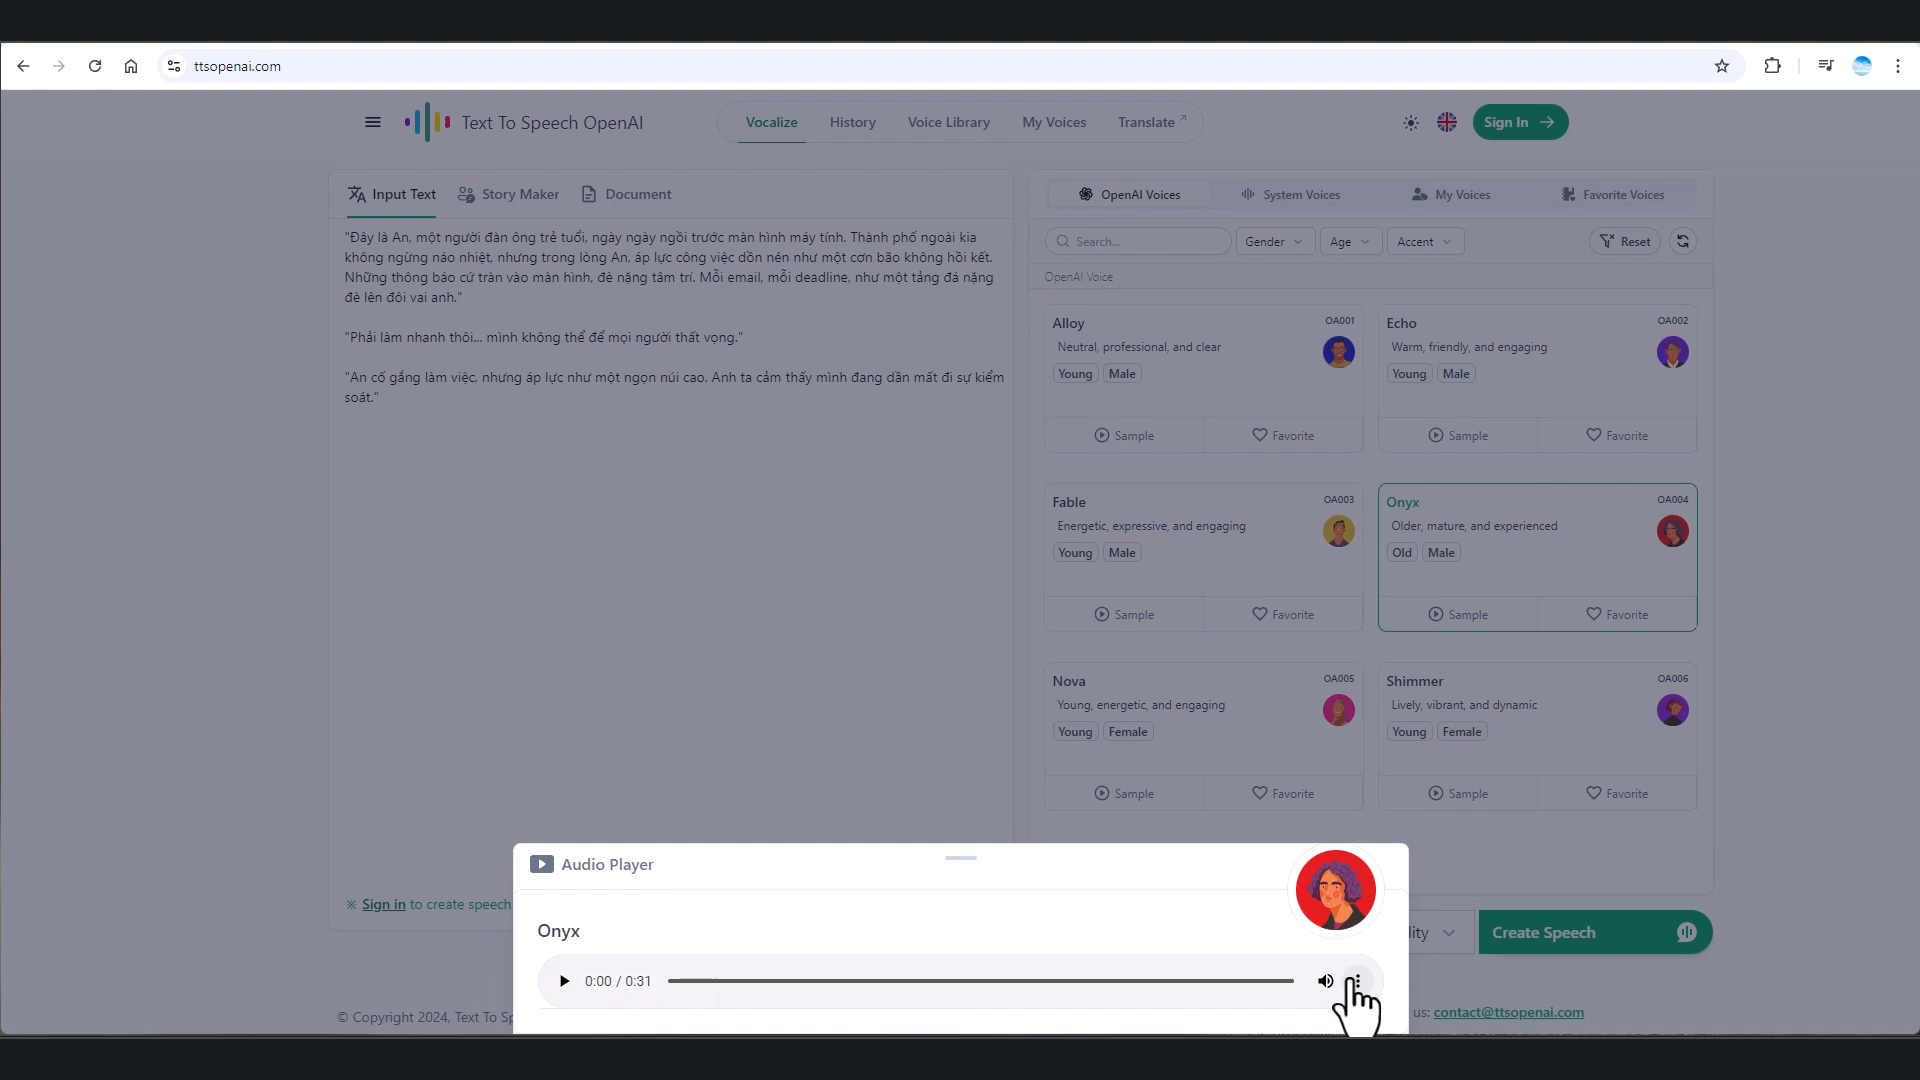 ttsopenai.com
Text To Speech OpenAI
Vocalize
History
Voice Library
My Voices
Translate
Sign In
Input Text
Story Maker
Document
"Đây là An, một người đàn ông trẻ tuổi, ngày ngày ngồi trước màn hình máy tính. Thành phố ngoài kia
không ngừng náo nhiệt, nhưng trong lòng An, áp lực công việc dồn nén như một cơn bão không hồi kết.
Những thông báo cứ tràn vào màn hình, đè nặng tâm trí. Mỗi email, mỗi deadline, như một tảng đá nặng
đè lên đôi vai anh."
"Phải làm nhanh thôi... mình không thể để mọi người thất vọng."
"An cố gắng làm việc, nhưng áp lực như một ngọn núi cao. Anh ta cảm thấy mình đang dần mất đi sự kiểm
soát."
※ Sign in to create speech
OpenAI Voices
System Voices
My Voices
Favorite Voices
Search...
Gender
Age
Accent
Reset
OpenAI Voice
Alloy
OA001
Neutral, professional, and clear
Young
Male
Sample
Favorite
Echo
OA002
Warm, friendly, and engaging
Young
Male
Sample
Favorite
Fable
OA003
Energetic, expressive, and engaging
Young
Male
Sample
Favorite
Onyx
OA004
Older, mature, and experienced
Old
Male
Sample
Favorite
Nova
OA005
Young, energetic, and engaging
Young
Female
Sample
Favorite
Shimmer
OA006
Lively, vibrant, and dynamic
Young
Female
Sample
Favorite
Audio Player
Onyx
0:00 / 0:31
lity
Create Speech
© Copyright 2024, Text To Sp
us: contact@ttsopenai.com